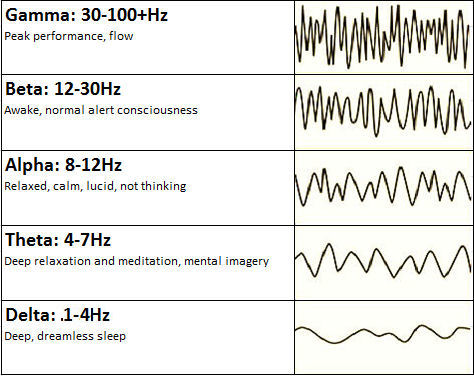 Gamma: 30-100+Hz
Peak performance, flow
Beta: 12-30Hz
Awake, normal alert consciousness
Alpha: 8-12Hz
Relaxed, calm, lucid, not thinking
Theta: 4-7Hz
Deep relaxation and meditation, mental imagery
Delta: .1-4Hz
Deep, dreamless sleep